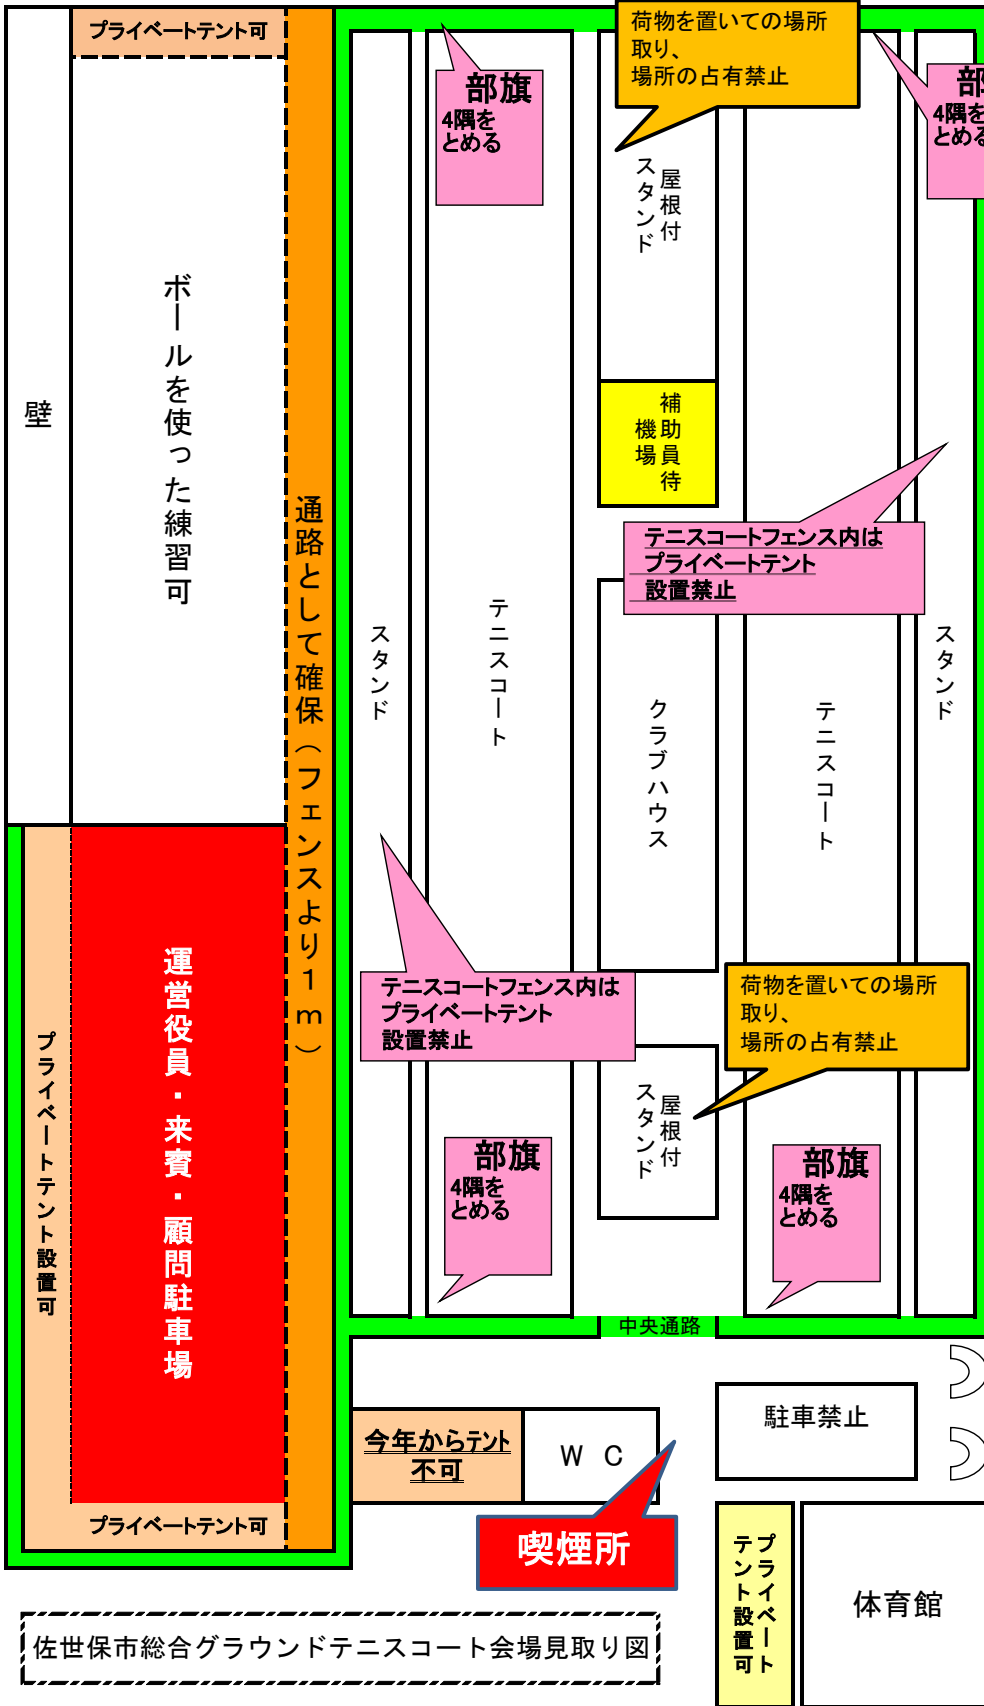 プライベートテント可
荷物を置いての場所
取り、
場所の占有禁止
部旗
4隅を
とめる
部
4隅を
とめる
屋根付
スタンド
ボールを使った練習可
壁
補助員待
機場
通路として確保（フェンスより１ｍ）
テニスコートフェンス内は
プライベートテント
設置禁止
スタンド
テニスコート
クラブハウス
テニスコート
スタンド
運営役員・来賓・顧問駐車場
プライベートテント設置可
テニスコートフェンス内は
プライベートテント
設置禁止
荷物を置いての場所
取り、
場所の占有禁止
屋根付
スタンド
部旗
4隅を
とめる
部旗
4隅を
とめる
中央通路
今年からテント
不可
Ｗ Ｃ
駐車禁止
プライベートテント可
喫煙所
プライベート
テント設置可
体育館
佐世保市総合グラウンドテニスコート会場見取り図